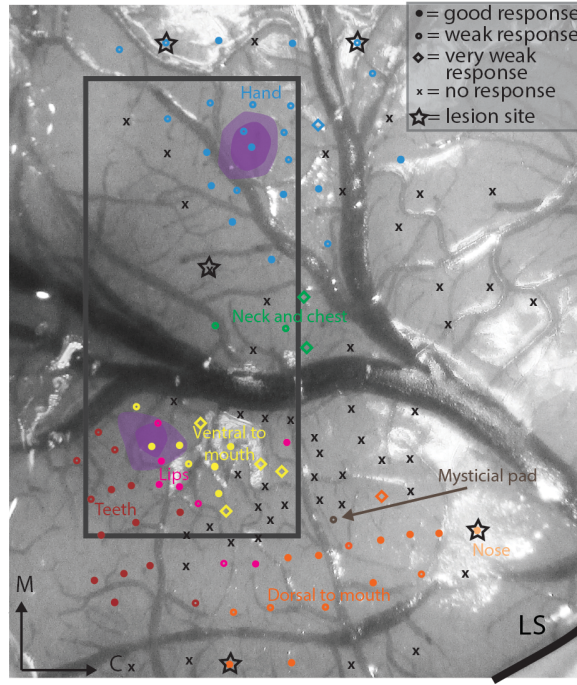 = good response
= weak response
= very weak
response
x = no response
= lesion site
Hand
Neck and chest
Ventral to
mouth
Lips
Teeth
Mysticial pad
Nose
Dorsal to mouth
M
C
LS